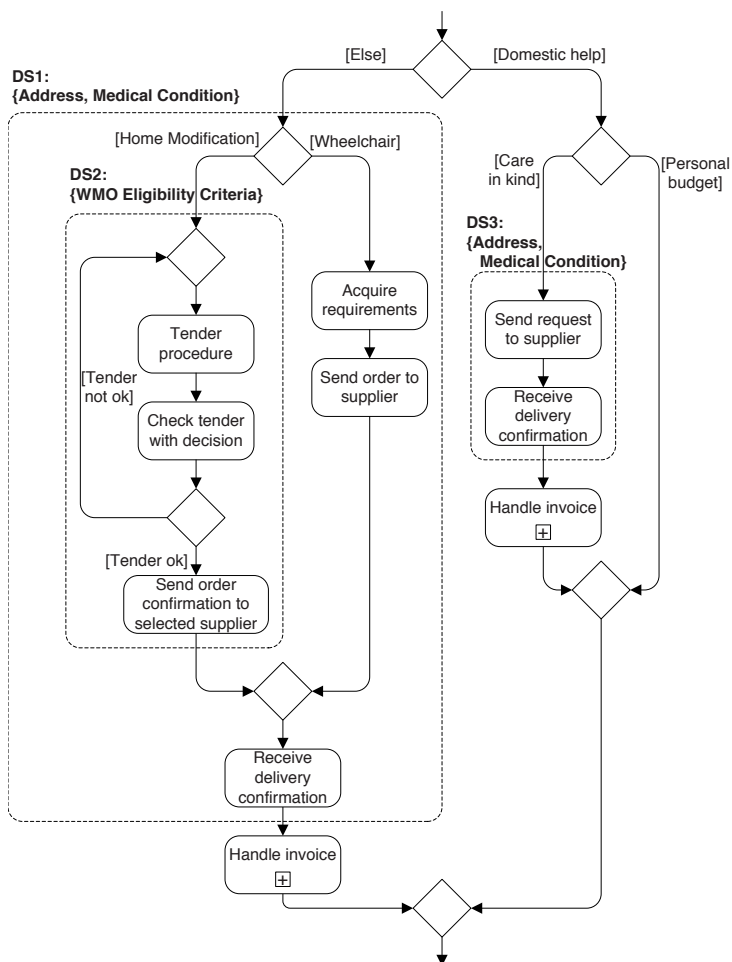 [Else]
[Domestic help]
DS1:
{Address, Medical Condition}
[Home Modification]
[Wheelchair]
[Care
in kind]
[Personal
budget]
DS2:
{WMO Eligibility Criteria}
DS3:
{Address,
Medical Condition}
Acquire
requirements
Send request
to supplier
Tender
procedure
[Tender
not ok]
Send order to
supplier
Check tender
with decision
Receive
delivery
confirmation
Handle invoice
[Tender ok]
Send order
confirmation to
selected supplier
Receive
delivery
confirmation
Handle invoice